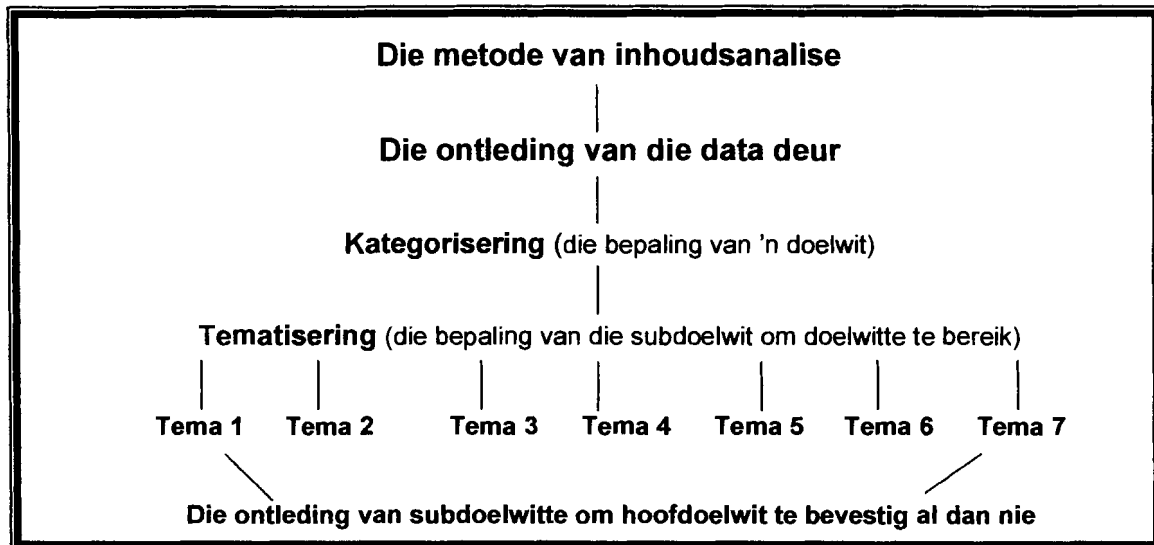 Die metode van inhoudsanalise
Die ontleding van die data deur
Kategorisering (die bepaling van 'n doelwit)
Tematisering (die bepaling van die subdoelwit om doelwitte te bereik)
Tema 1 Tema 2 Tema 3 Tema 4 Tema 5 Tema 6 Tema 7
Die ontleding van subdoelwitte om hoofdoelwit te bevestig al dan nie